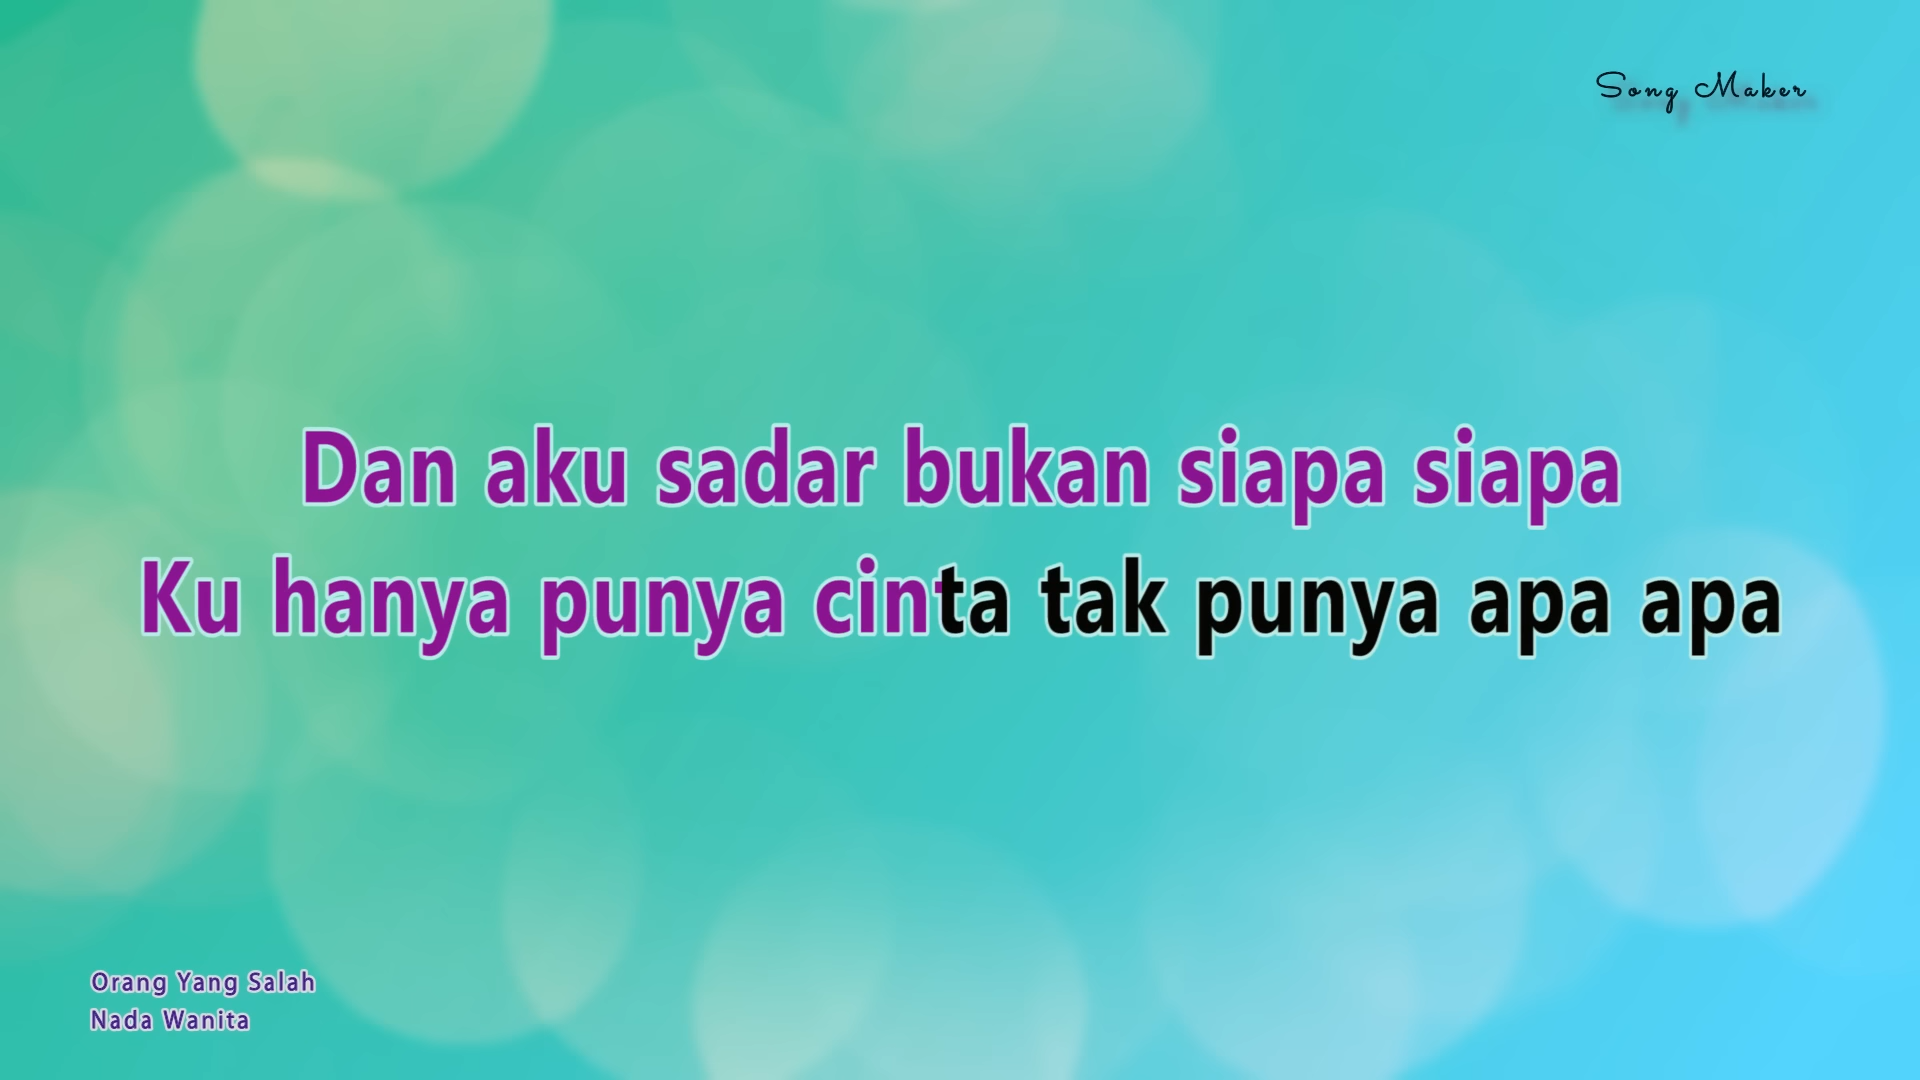 Song Maker
Dan aku sadar bukan siapa siapa
Ku hanya punya cinta tak punya apa apa
Orang Yang Salah
Nada Wanita